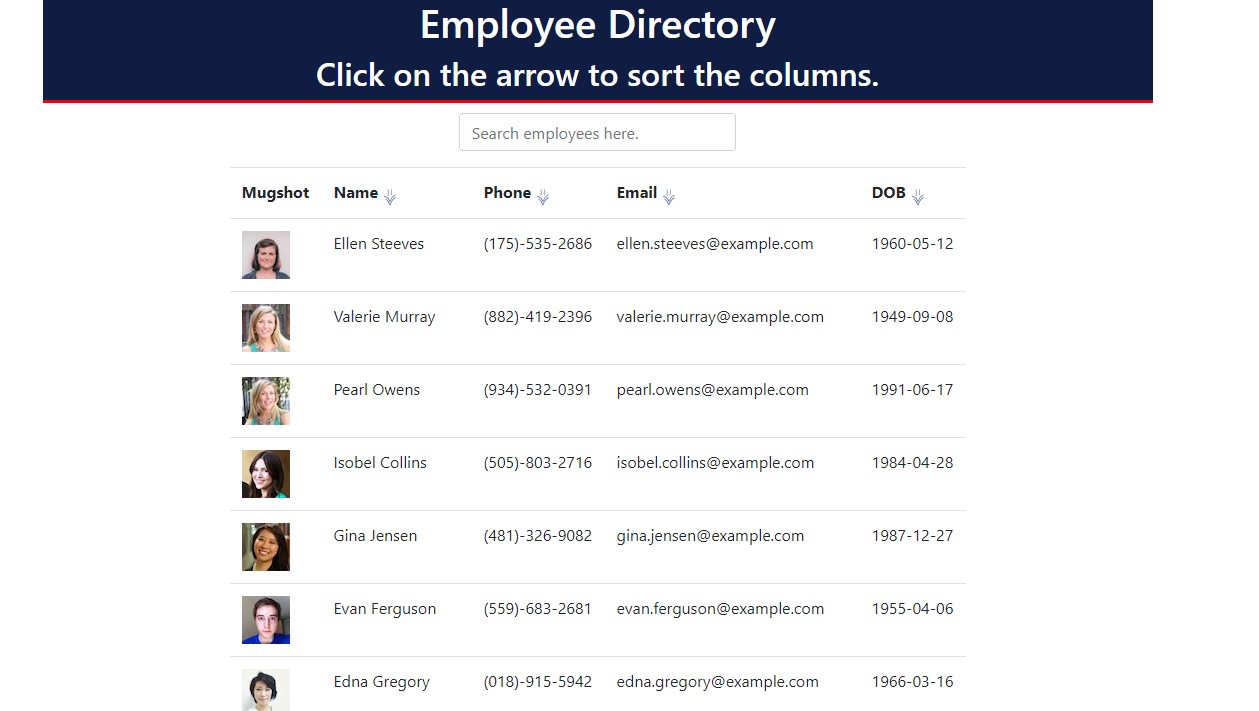 Employee Directory
Click on the arrow to sort the columns.
Search employees here.
Mugshot Name Phone Email DOB
Ellen Steeves (175)-535-2686 ellen.steeves@example.com 1960-05-12
Valerie Murray (882)-419-2396 valerie.murray@example.com 1949-09-08
Pearl Owens (934)-532-0391 pearl.owens@example.com 1991-06-17
Isobel Collins (505)-803-2716 isobel.collins@example.com 1984-04-28
Gina Jensen (481)-326-9082 gina.jensen@example.com 1987-12-27
Evan Ferguson (559)-683-2681 evan.ferguson@example.com 1955-04-06
Edna Gregory (018)-915-5942 edna.gregory@example.com 1966-03-16